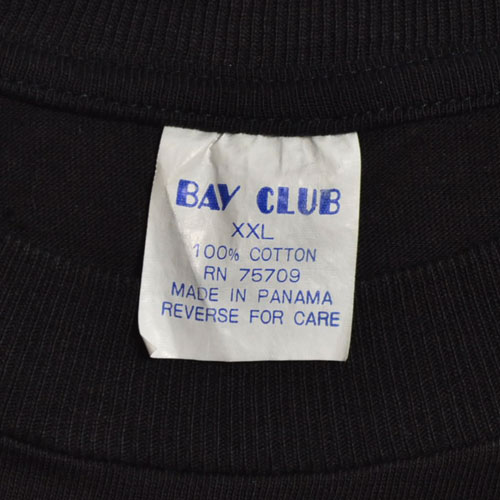 BAY CLUB
XXL
100% COTTON
RN 75709
MADE IN PANAMA
REVERSE FOR CARE